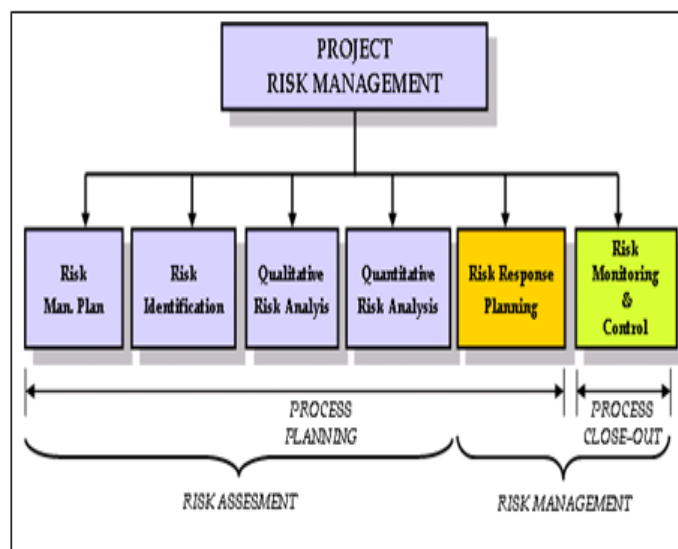 PROJECT
RISK MANAGEMENT
Risk
Man. Plan
Risk
Identification
Qualitative
Risk Analyis
Quantitative
Risk Analysis
Risk Response
Planning
Risk
Monitoring
&
Control
PROCESS
PLANNING
PROCESS
CLOSE-OUT
RISK ASSESMENT
RISK MANAGEMENT